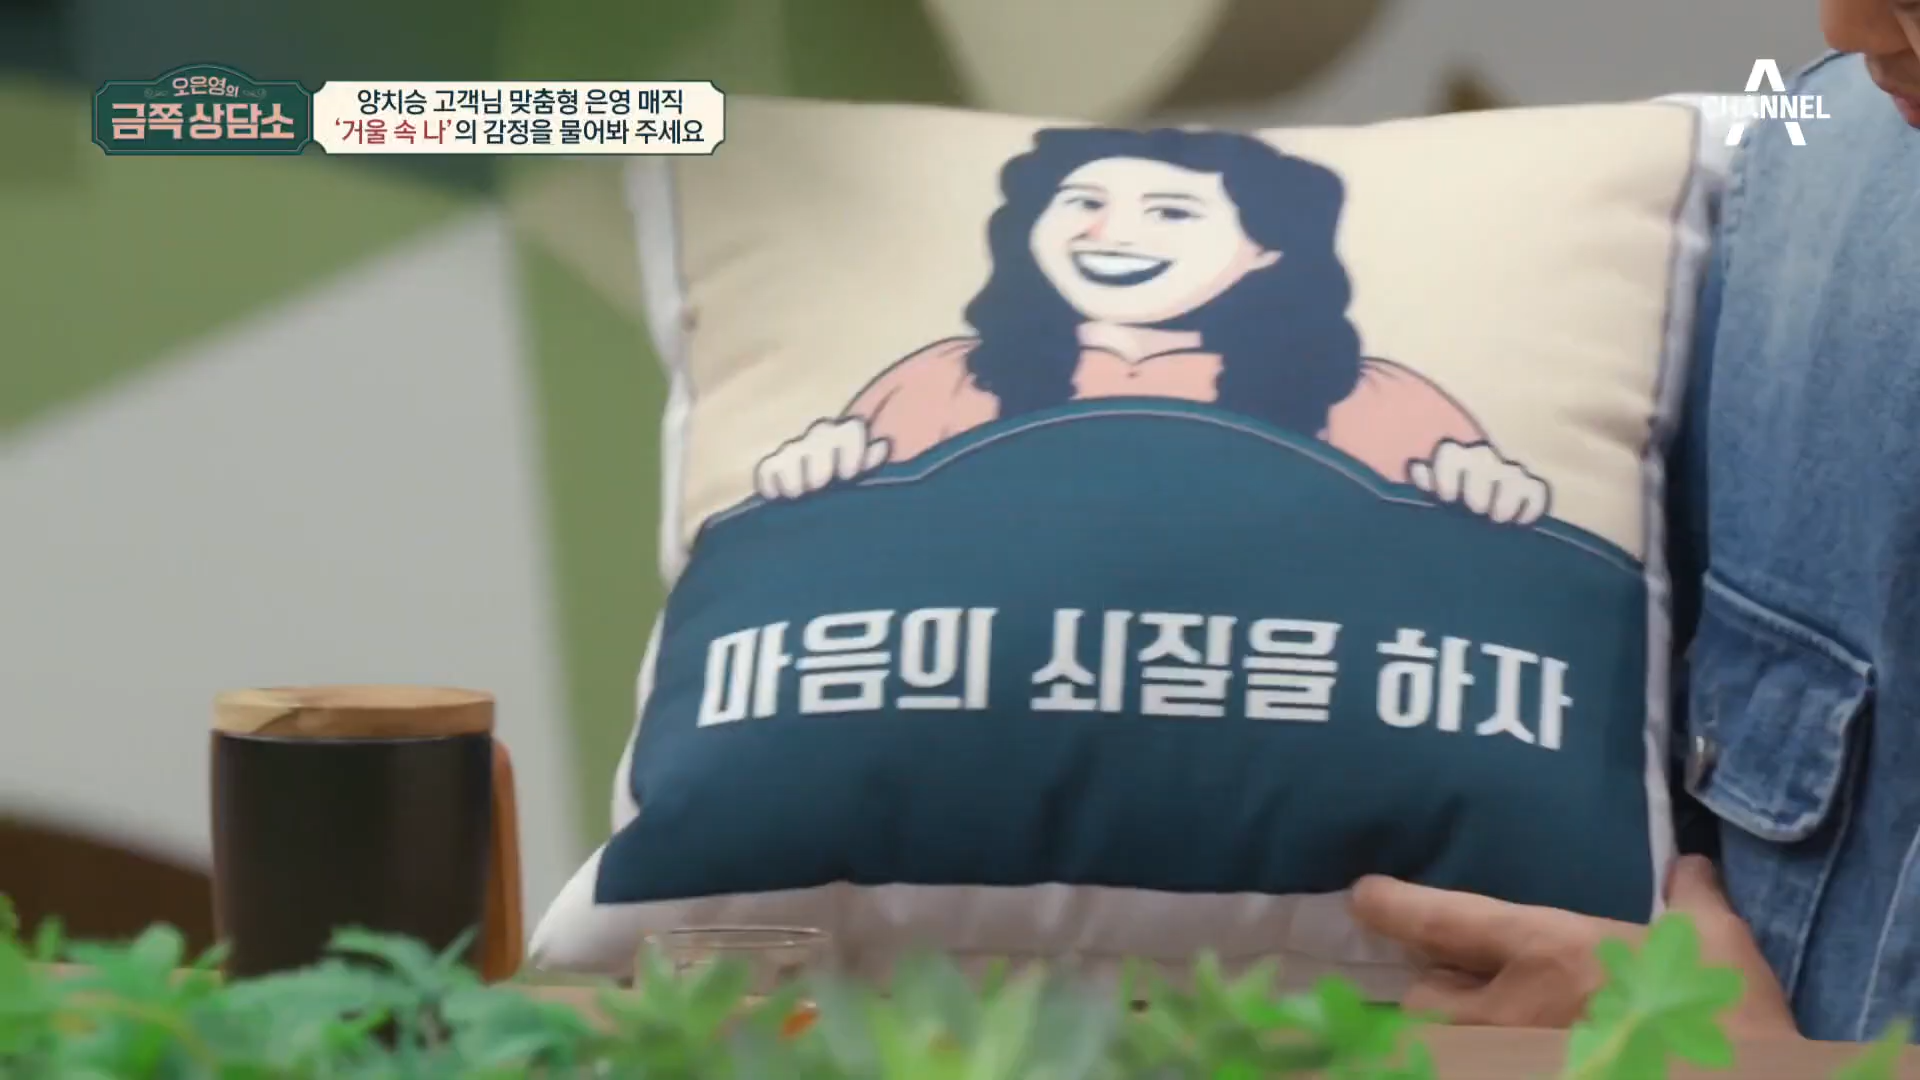 오은영의
금쪽 상담소
양치승 고객님 맞춤형 은영 매직
‘거울 속 나’의 감정을 물어봐 주세요
CHANNEL A
마음의 쇠질을 하자